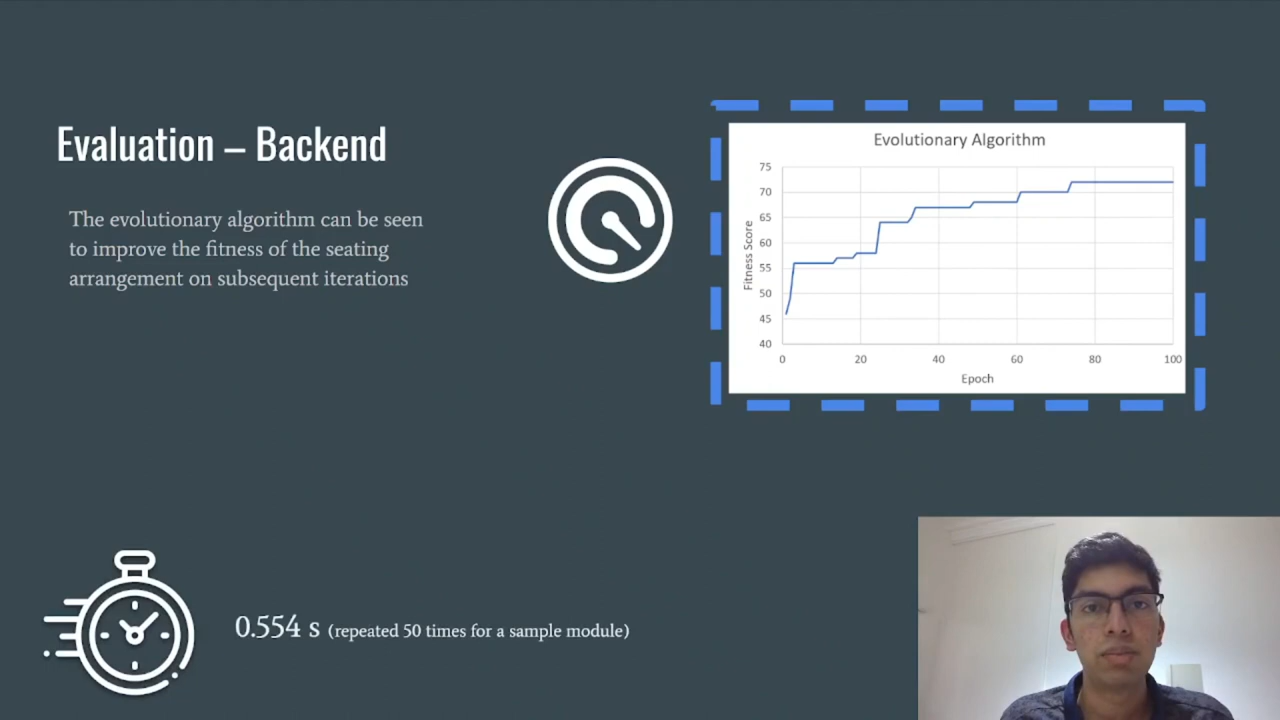 Evaluation – Backend
The evolutionary algorithm can be seen
to improve the fitness of the seating
arrangement on subsequent iterations
Evolutionary Algorithm
Fitness Score
75
70
65
60
55
50
45
40
0 20 40 60 80 100
Epoch
0.554 s (repeated 50 times for a sample module)